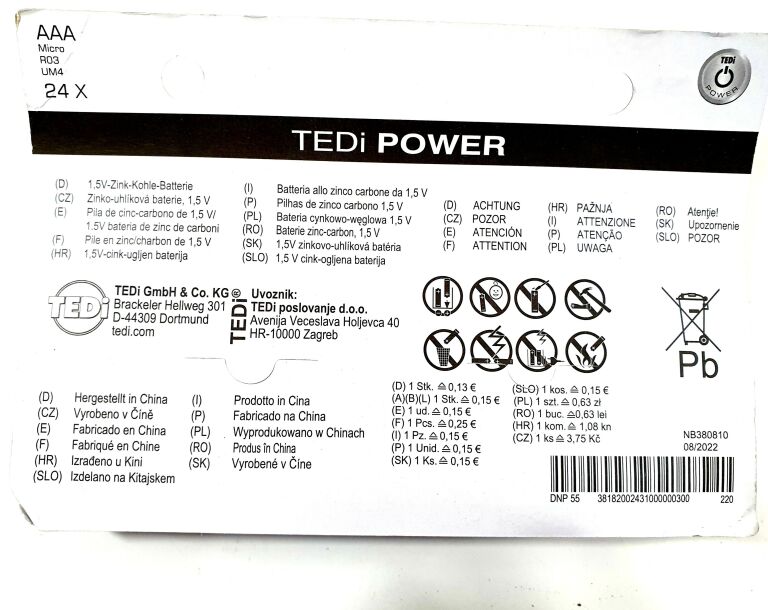 AAA
Micro
R03
UM4
24 X
TEDi
POWER
TEDi POWER
(D) 1,5V-Zink-Kohle-Batterie
(CZ) Zinko-uhlíková baterie, 1,5 V
(E) Pila de cinc-carbono de 1,5 V/
1,5V bateria de zinc de carboni
(F) Pile en zinc/charbon de 1,5 V
(HR) 1,5V-cink-ugljen baterija
(I) Batteria allo zinco carbone da 1,5 V
(P) Pilhas de zinco carbono 1,5 V
(PL) Bateria cynkowo-węglowa 1,5 V
(RO) Baterie zinc-carbon, 1,5 V
(SK) 1,5V zinkovo-uhlíková batéria
(SLO) 1,5 V cink-ogljena baterija
(D) ACHTUNG
(CZ) POZOR
(E) ATENCIÓN
(F) ATTENTION
(HR) PAŽNJA
(I) ATTENZIONE
(P) ATENÇÃO
(PL) UWAGA
(RO) Atenţie!
(SK) Upozornenie
(SLO) POZOR
TEDi
TEDi GmbH & Co. KG
Brackeler Hellweg 301
D-44309 Dortmund
tedi.com
TEDi®
Uvoznik:
TEDi poslovanje d.o.o.
Avenija Veceslava Holjevca 40
HR-10000 Zagreb
Pb
(D) Hergestellt in China
(CZ) Vyrobeno v Číně
(E) Fabricado en China
(F) Fabriqué en Chine
(HR) Izrađeno u Kini
(SLO) Izdelano na Kitajskem
(I) Prodotto in Cina
(P) Fabricado na China
(PL) Wyprodukowano w Chinach
(RO) Produs în China
(SK) Vyrobené v Číne
(D) 1 Stk. ≙ 0,13 €
(A)(B)(L) 1 Stk. ≙ 0,15 €
(E) 1 ud. ≙ 0,15 €
(F) 1 Pcs. ≙ 0,25 €
(I) 1 Pz. ≙ 0,15 €
(P) 1 Unid. ≙ 0,15 €
(SK) 1 Ks. ≙ 0,15 €
(SLO) 1 kos. ≙ 0,15 €
(PL) 1 szt. ≙ 0,63 zł
(RO) 1 buc. ≙ 0,63 lei
(HR) 1 kom. ≙ 1,08 kn
(CZ) 1 ks ≙ 3,75 Kč
NB380810
08/2022
DNP 55 38182002431000000300 220